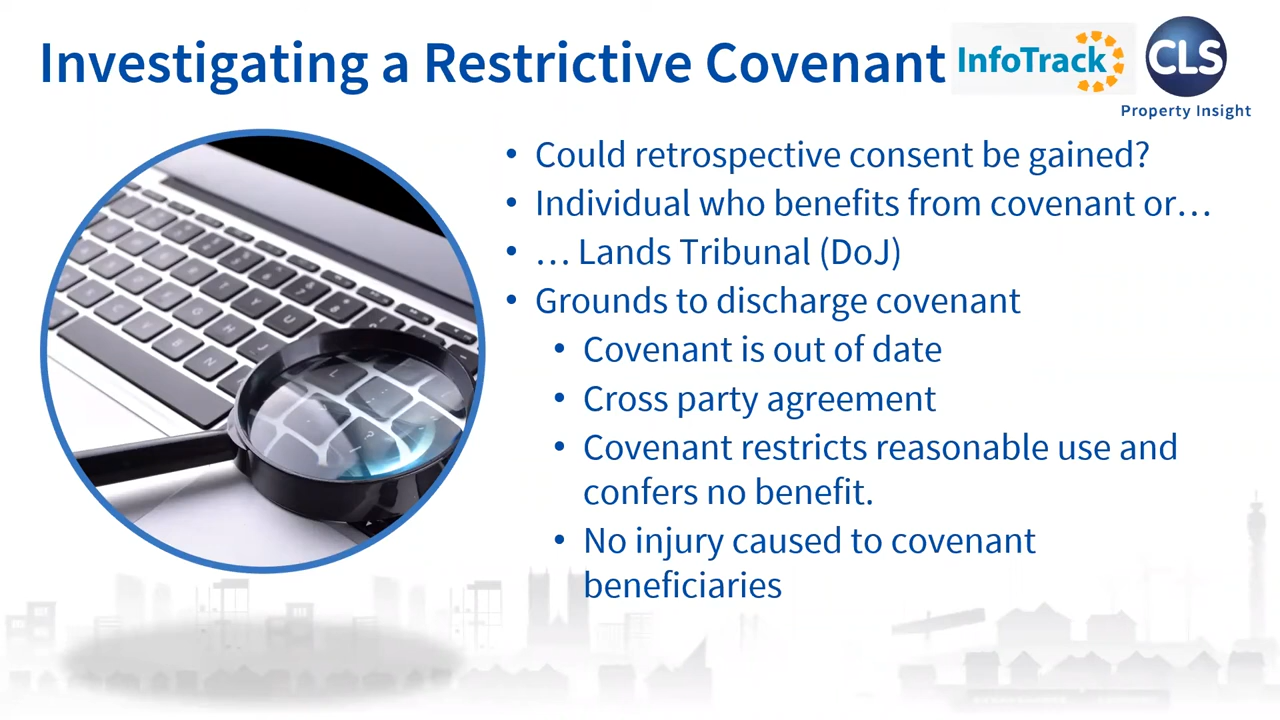 Investigating a Restrictive Covenant
InfoTrack
CLS
Property Insight
• Could retrospective consent be gained?
• Individual who benefits from covenant or…
• … Lands Tribunal (DoJ)
• Grounds to discharge covenant
• Covenant is out of date
• Cross party agreement
• Covenant restricts reasonable use and
confers no benefit.
• No injury caused to covenant
beneficiaries